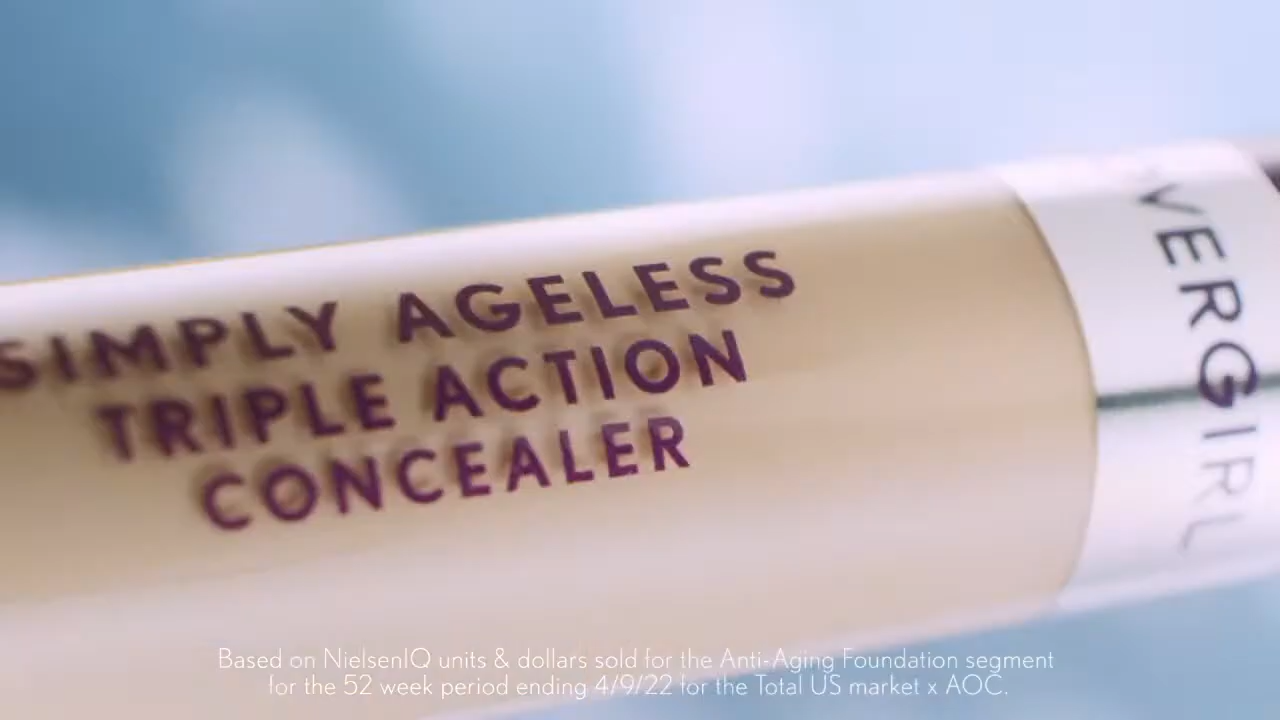 SIMPLY AGELESS
TRIPLE ACTION
CONCEALER
VERGIRL
Based on NielsenIQ units & dollars sold for the Anti-Aging Foundation segment
for the 52 week period ending 4/9/22 for the Total US market x AOC.